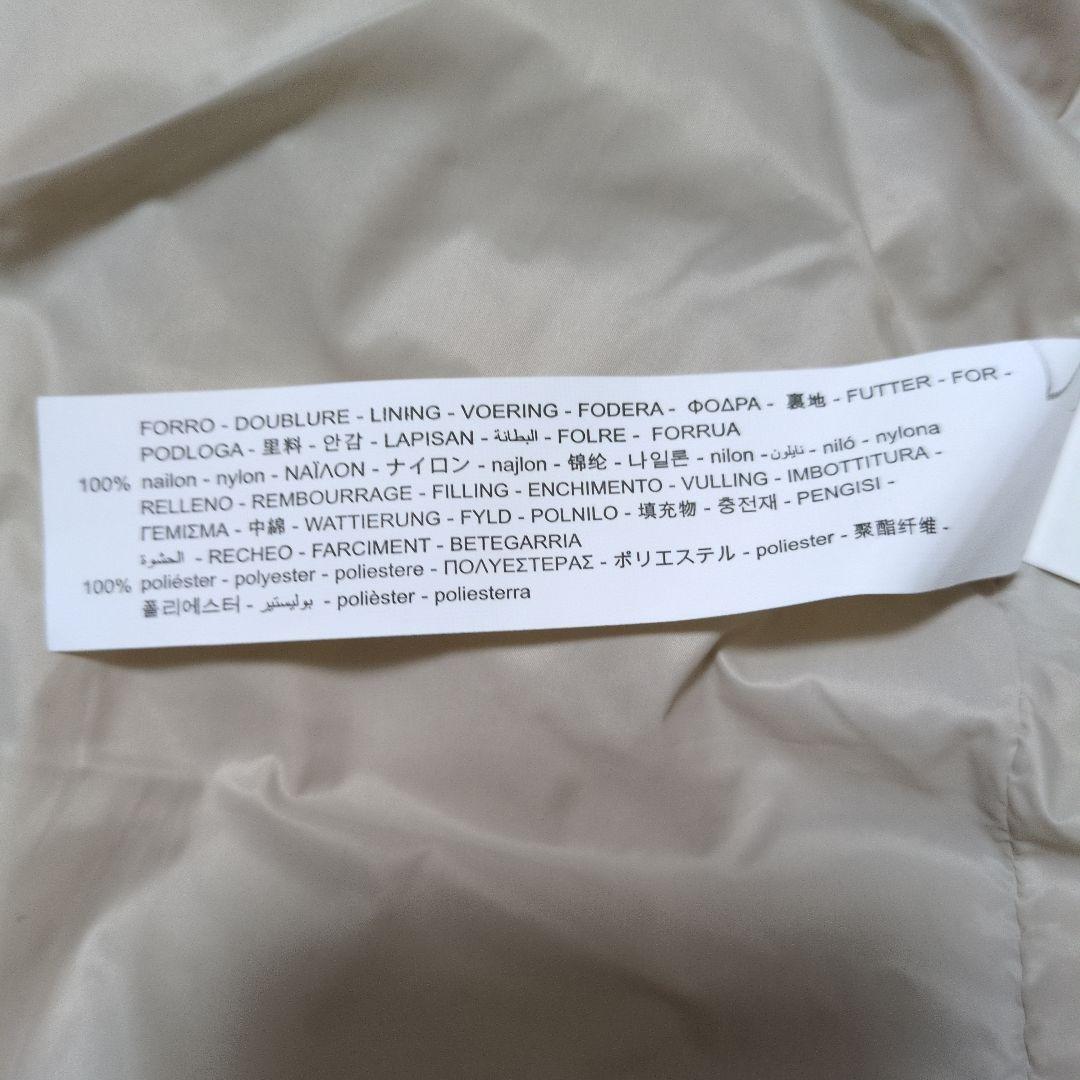 FORRO - DOUBLURE - LINING - VOERING - FODERA - ΦΟΔΡΑ - 裏地 - FUTTER - FOR -
PODLOGA - 里料 - 안감 - LAPISAN - البطانة - FOLRE - FORRUA
100% nailon - nylon - ΝΑΪΛΟΝ - ナイロン - najlon - 锦纶 - 나일론 - nilon - نايلون - niló - nylona
RELLENO - REMBOURRAGE - FILLING - ENCHIMENTO - VULLING - IMBOTTITURA -
ΓΕΜΙΣΜΑ - 中綿 - WATTIERUNG - FYLD - POLNILO - 填充物 - 충전재 - PENGISI -
الحشوة - RECHEO - FARCIMENT - BETEGARRIA
100% poliéster - polyester - poliestere - ΠΟΛΥΕΣΤΕΡΑΣ - ポリエステル - poliester - 聚酯纤维 -
폴리에스터 - بوليستير - polièster - poliesterra